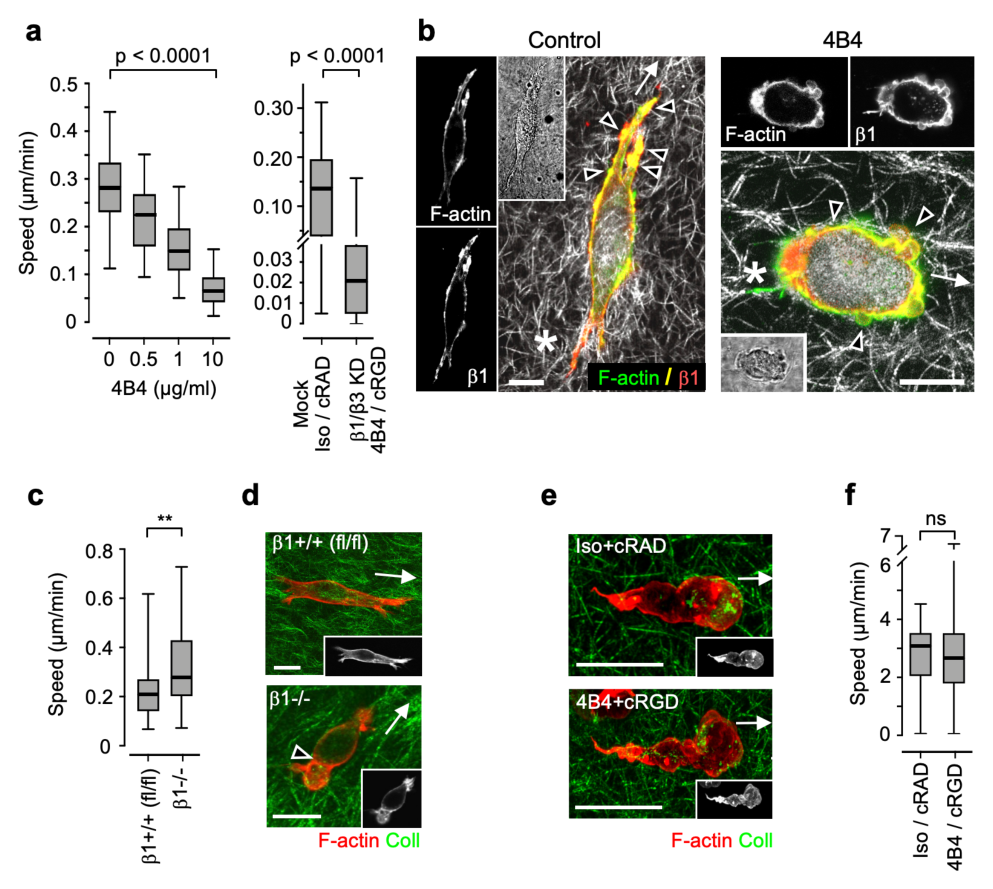 a
p < 0.0001
0.5
0.4
0.3
0.2
0.1
0
Speed (µm/min)
0
0.5
1
10
4B4 (µg/ml)
p < 0.0001
0.30
0.20
0.10
0.03
0.02
0.01
0
Mock
Iso / cRAD
β1/β3 KD
4B4 / cRGD
b
Control
F-actin
β1
*
F-actin / β1
4B4
F-actin
β1
*
c
**
0.8
0.6
0.4
0.2
0
Speed (µm/min)
β1+/+ (fl/fl)
β1-/-
d
β1+/+ (fl/fl)
β1-/-
F-actin Coll
e
Iso+cRAD
4B4+cRGD
F-actin Coll
f
ns
7
6
4
2
0
Speed (µm/min)
Iso / cRAD
4B4 / cRGD